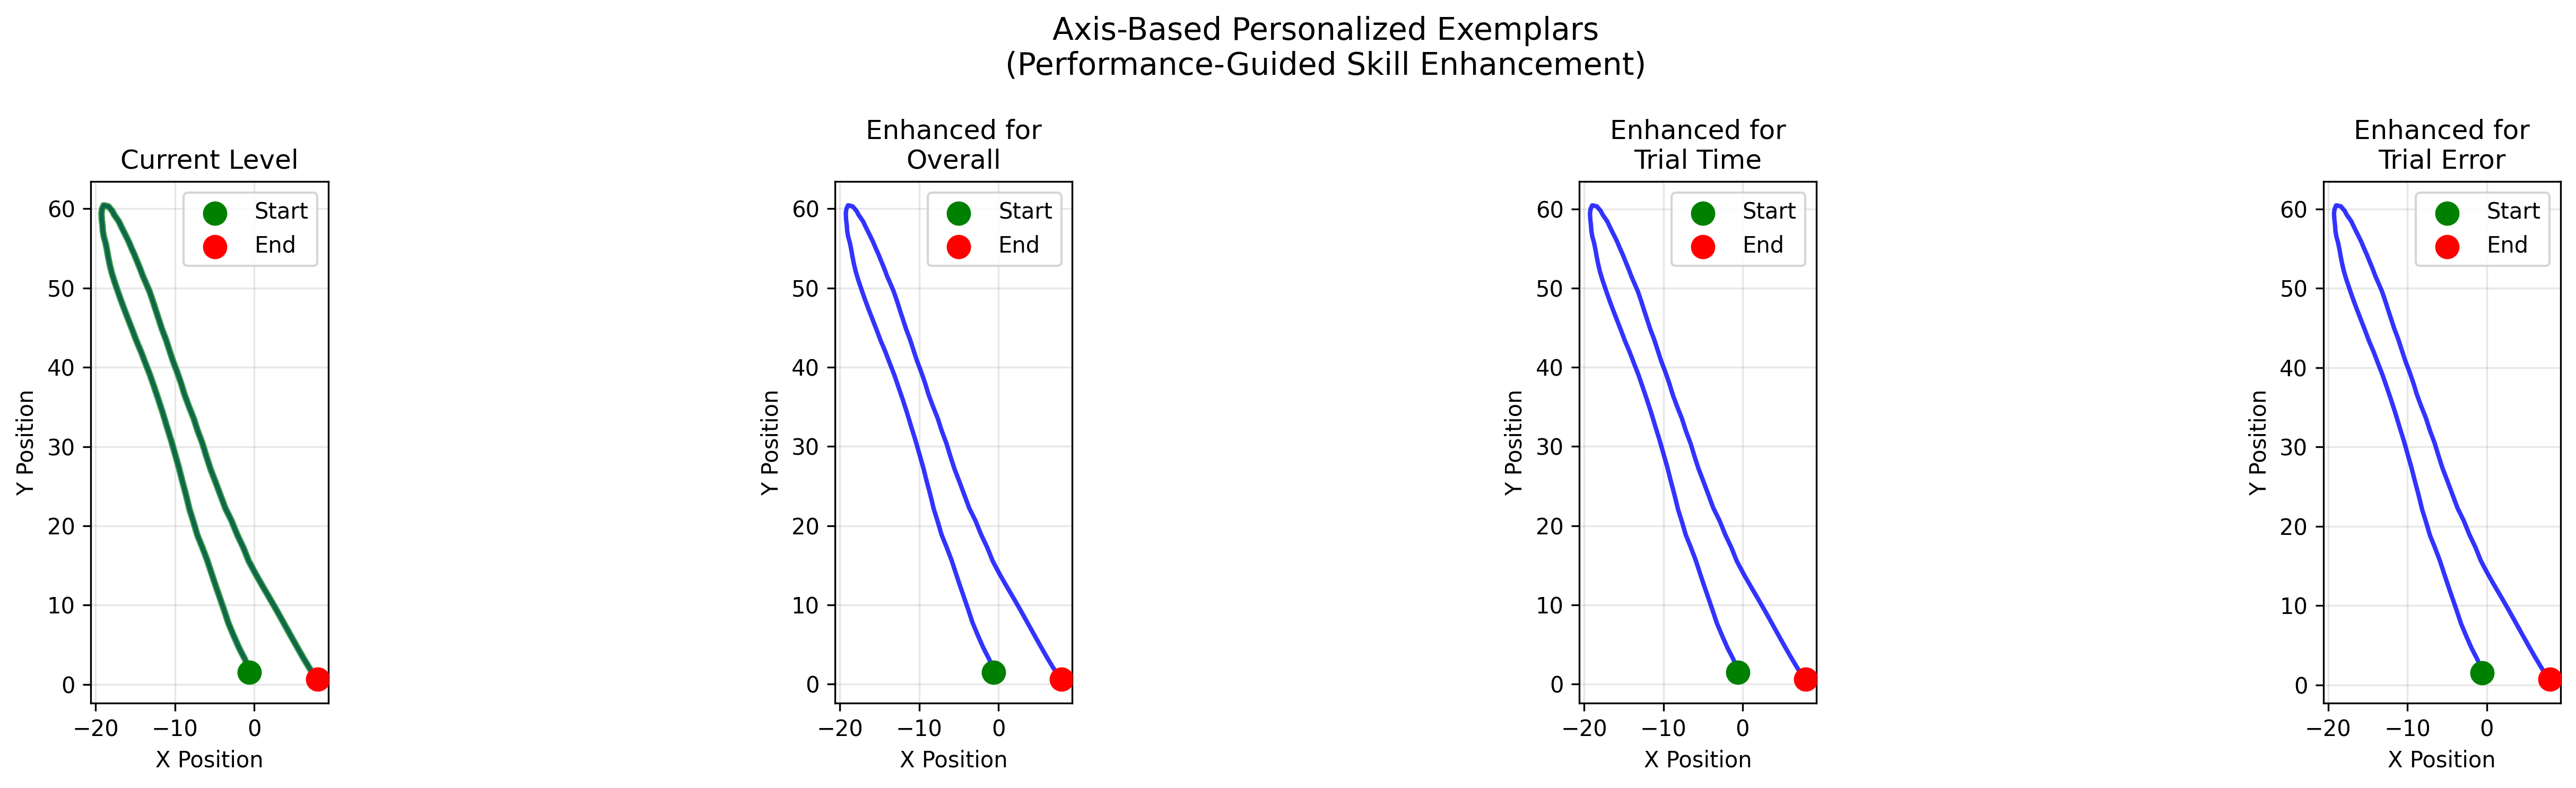 Axis-Based Personalized Exemplars
(Performance-Guided Skill Enhancement)
Current Level
Start
End
60
50
40
30
20
10
0
Y Position
−20 −10 0
X Position
Enhanced for
Overall
Start
End
60
50
40
30
20
10
0
Y Position
−20 −10 0
X Position
Enhanced for
Trial Time
Start
End
60
50
40
30
20
10
0
Y Position
−20 −10 0
X Position
Enhanced for
Trial Error
Start
End
60
50
40
30
20
10
0
Y Position
−20 −10 0
X Position